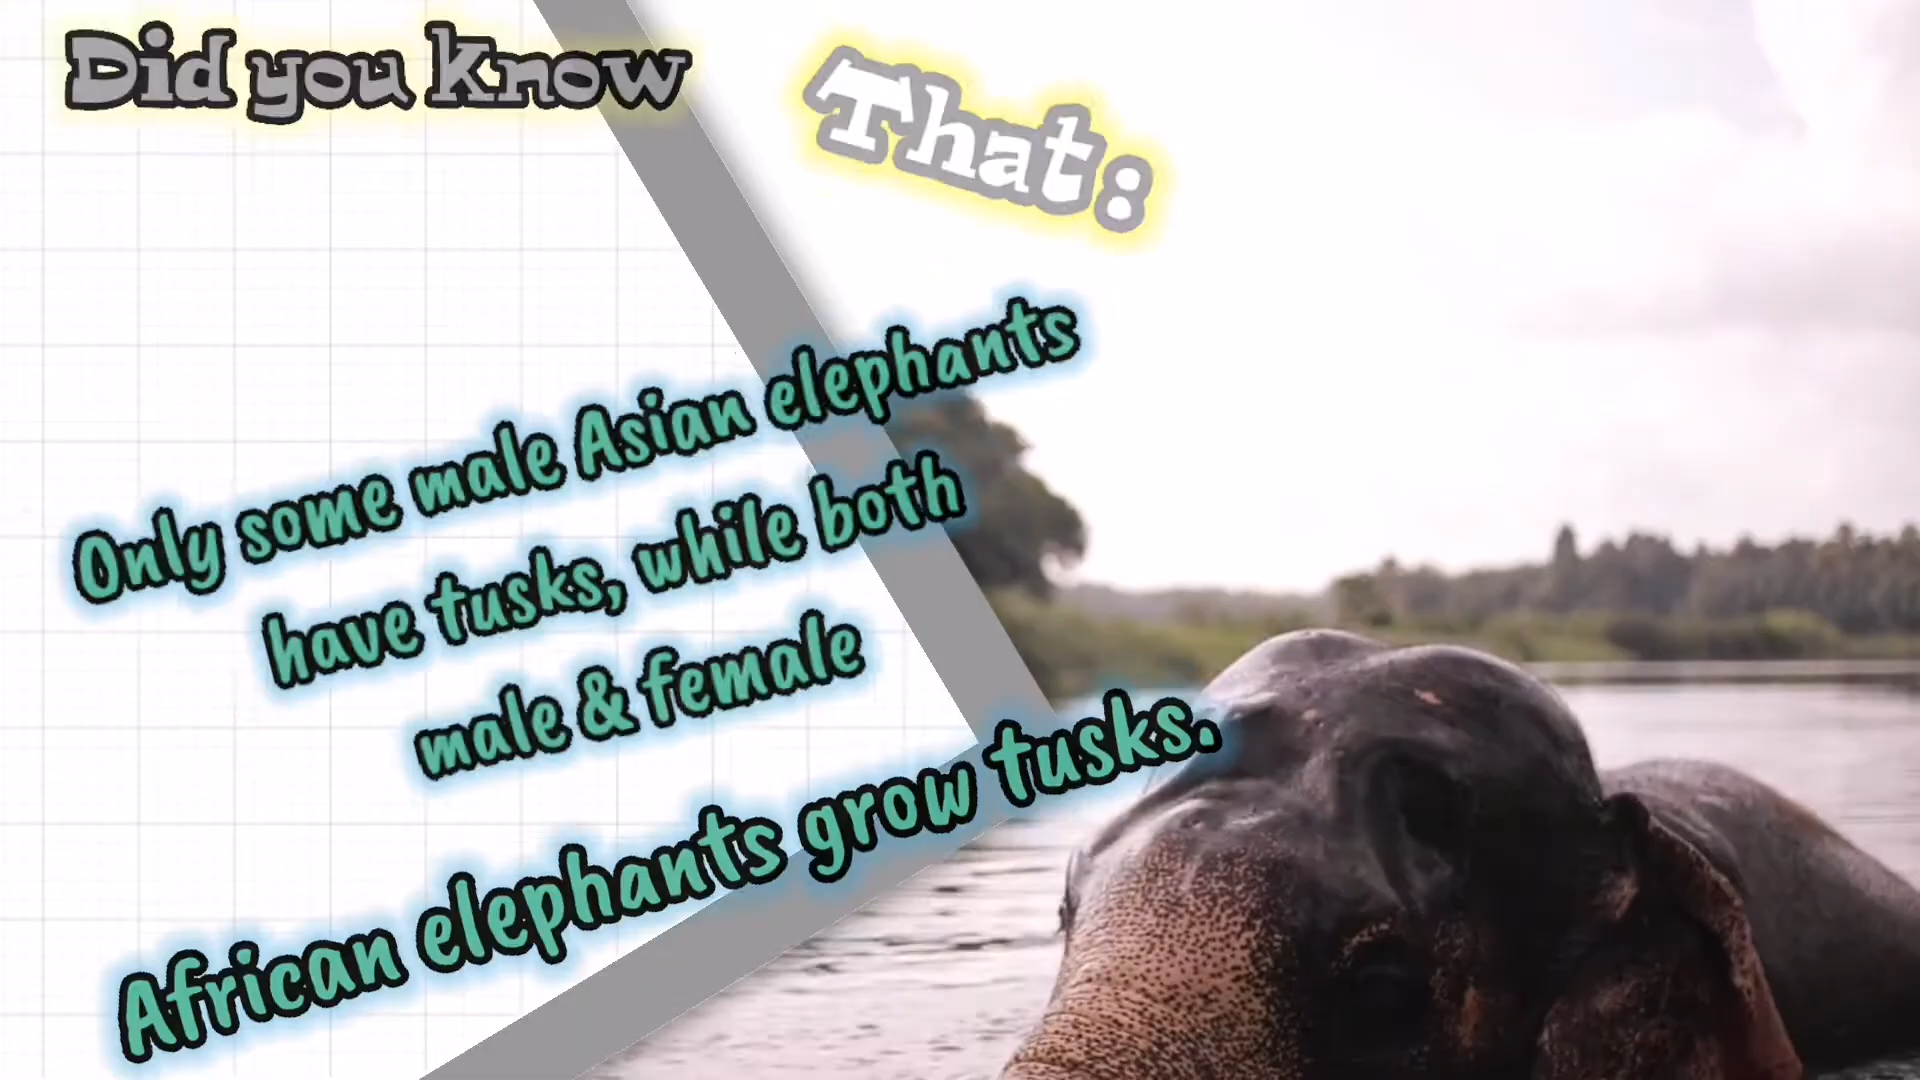 Did you Know
That:
Only some male Asian elephants
have tusks, while both
male & female
African elephants grow tusks.